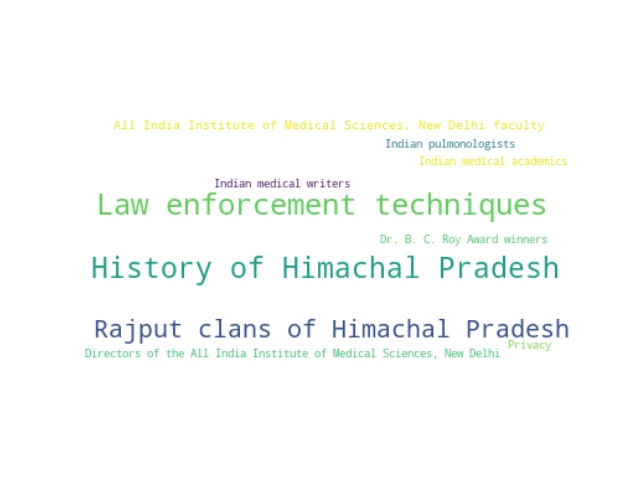 All India Institute of Medical Sciences, New Delhi faculty
Indian pulmonologists
Indian medical academics
Indian medical writers
Law enforcement techniques
Dr. B. C. Roy Award winners
History of Himachal Pradesh
Rajput clans of Himachal Pradesh
Privacy
Directors of the All India Institute of Medical Sciences, New Delhi